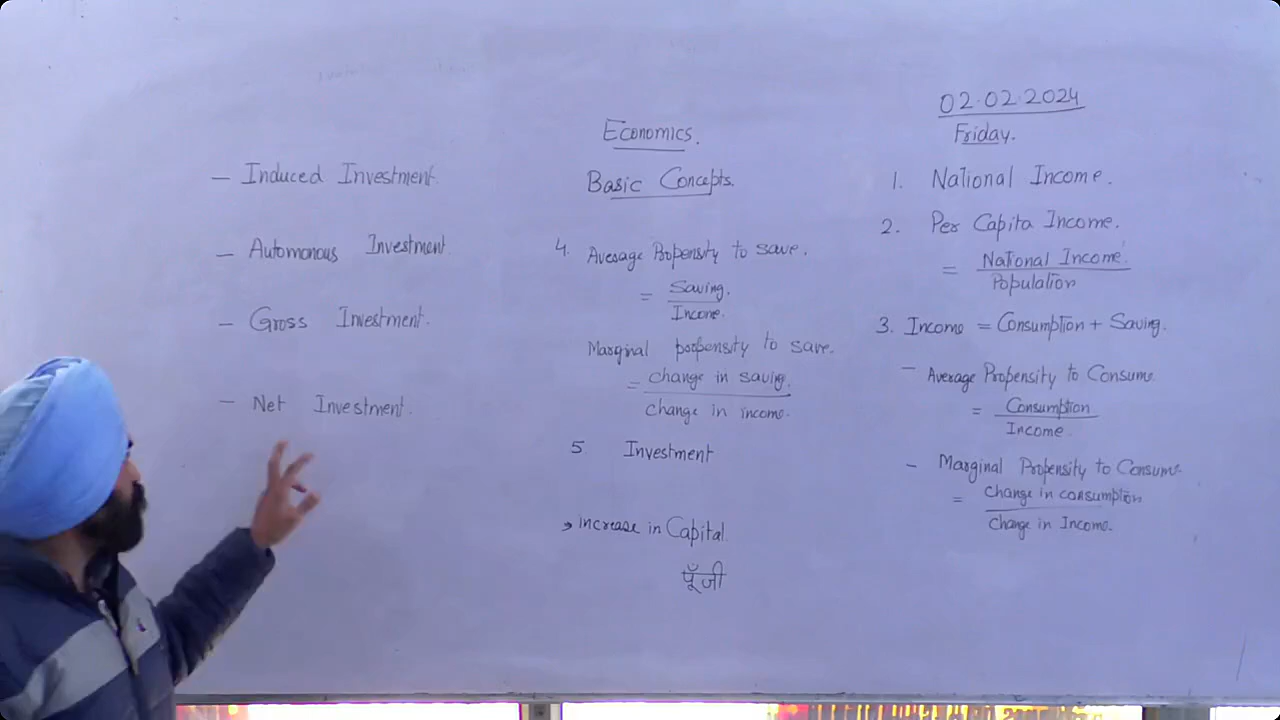 Economics.
Basic Concepts.
02.02.2024
Friday.
1. National Income.
2. Per Capita Income.
= National Income
Population
3. Income = Consumption + Saving.
- Average Propensity to Consume
= Consumption
Income
- Marginal Propensity to Consume
= change in consumption
change in Income.
4. Average Propensity to save.
= Saving.
Income.
Marginal propensity to save.
= change in saving.
change in income.
5. Investment
→ increase in Capital
पूँजी
- Induced Investment.
- Automonous Investment.
- Gross Investment.
- Net Investment.